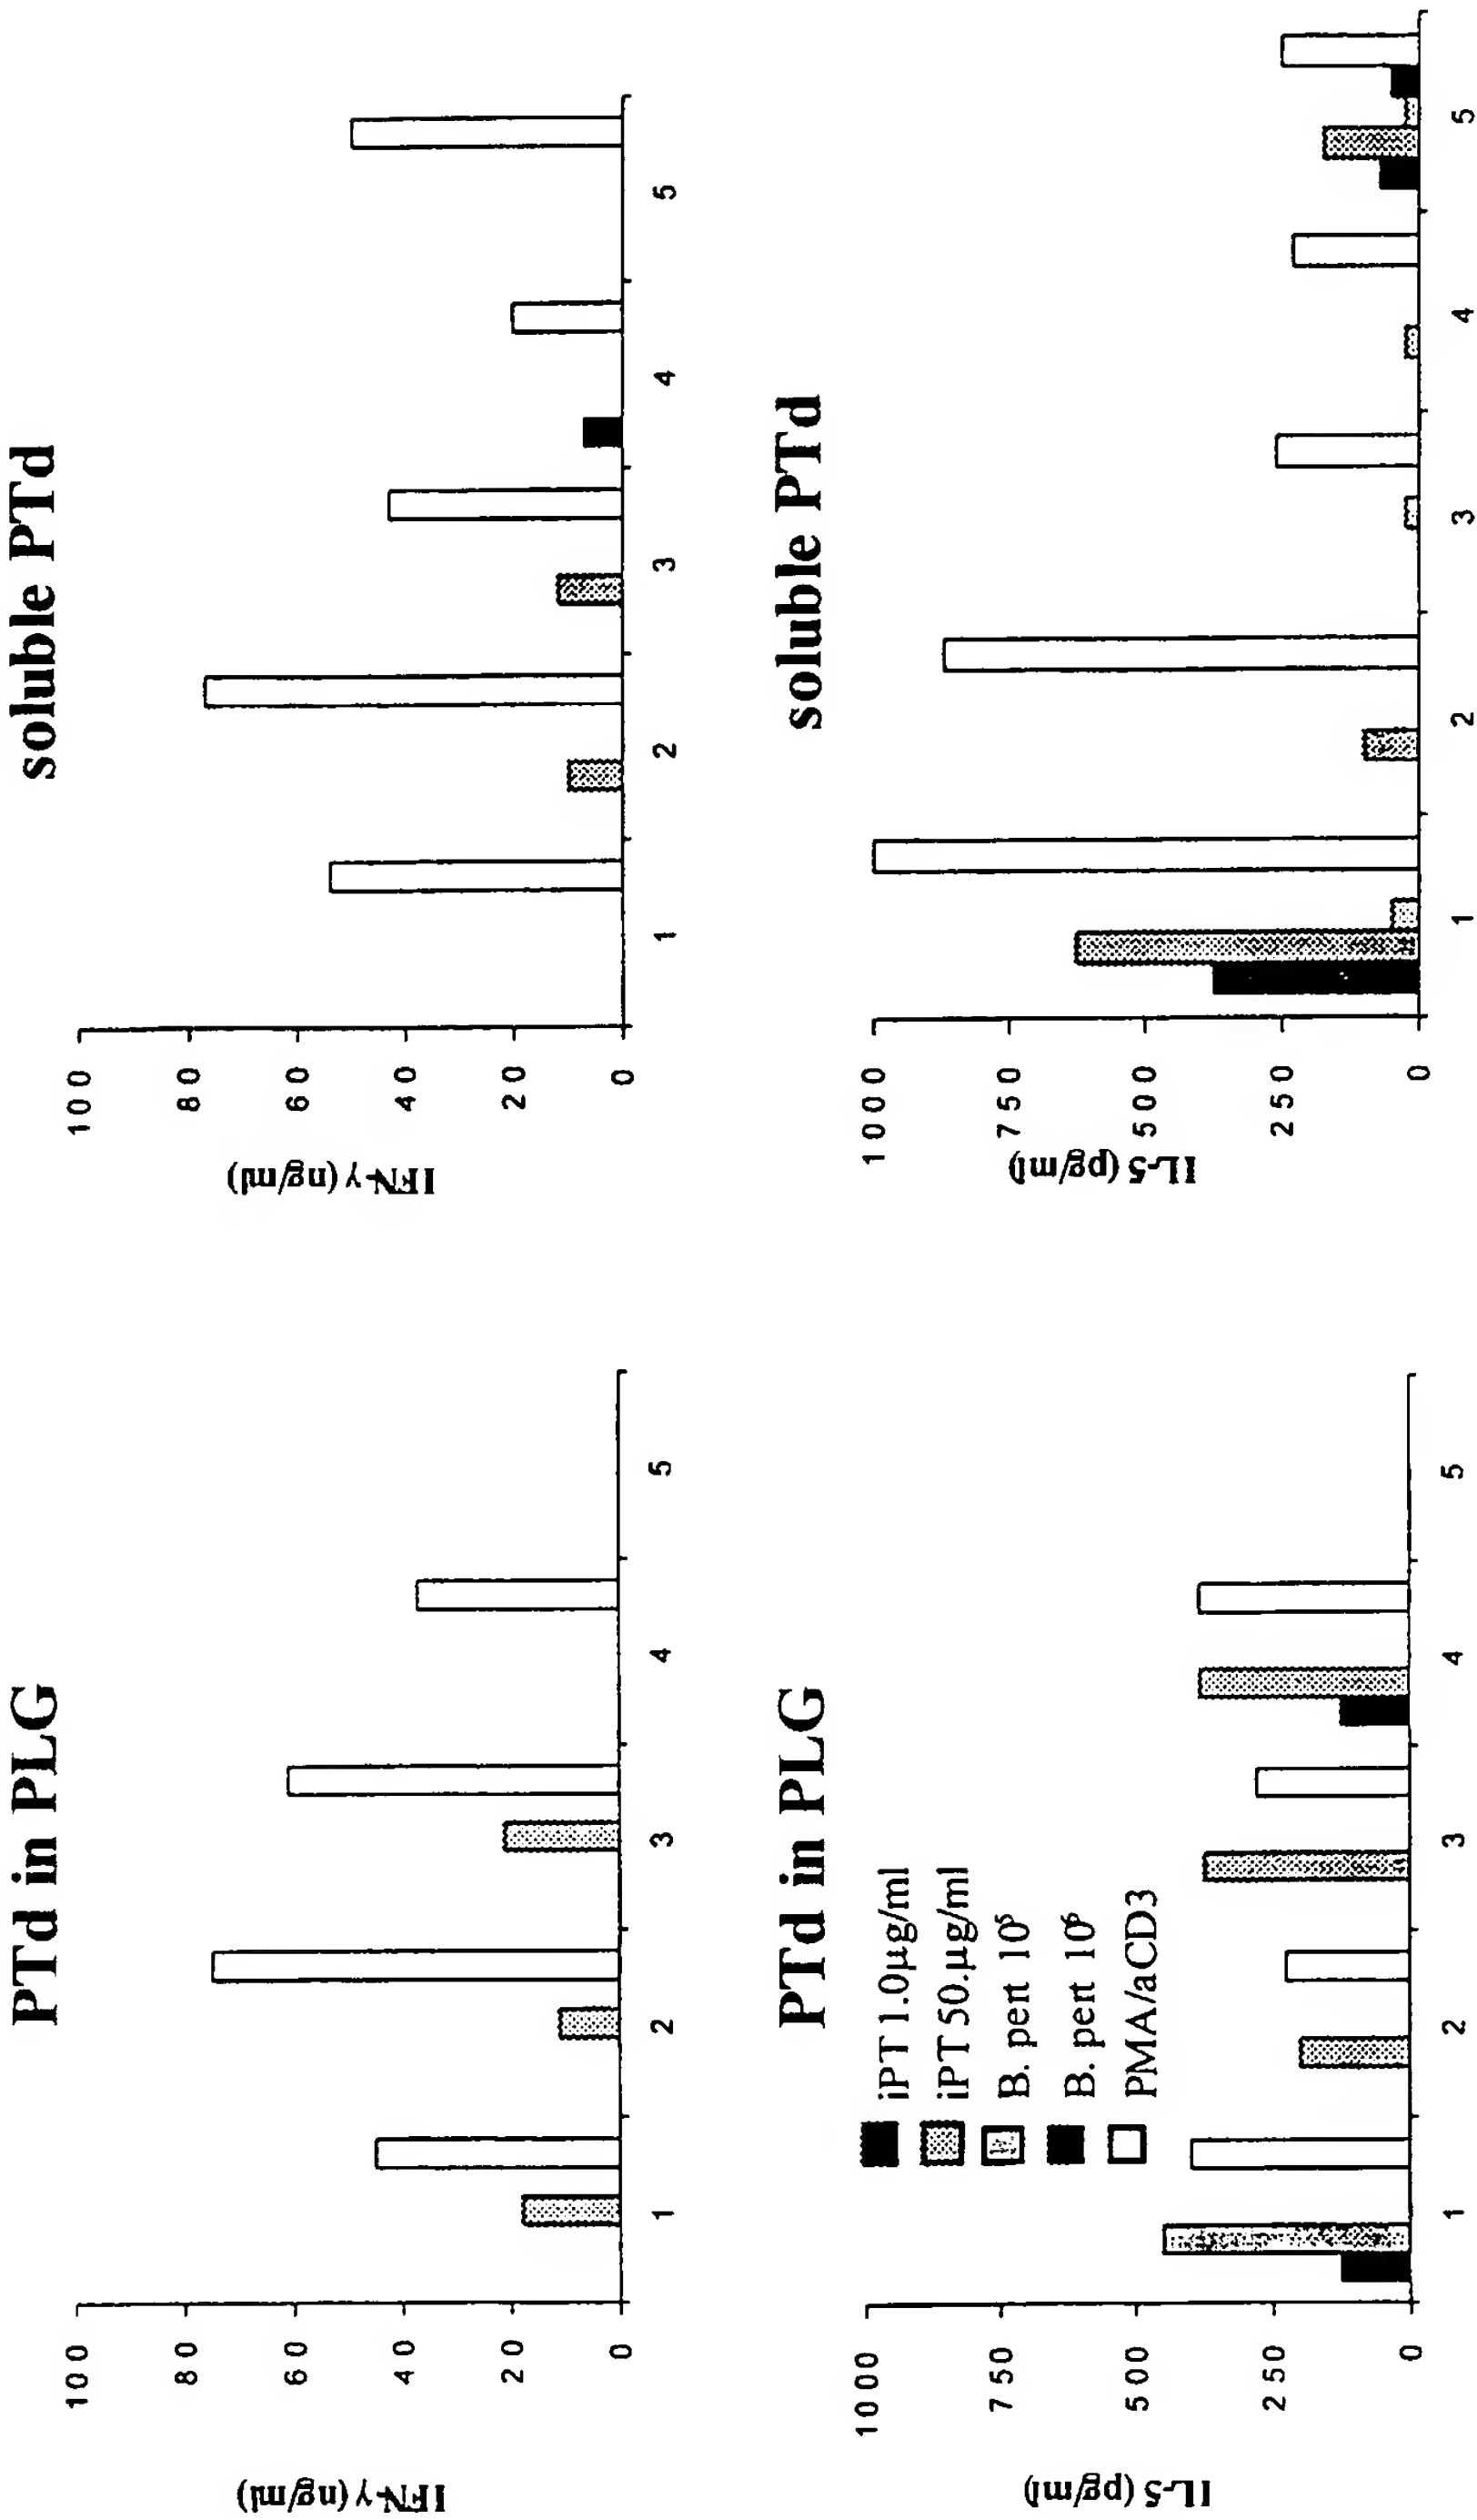 PTd in PLG
IFN-γ (ng/ml)
100
80
60
40
20
0
1 2 3 4 5
soluble PTd
IFN-γ (ng/ml)
100
80
60
40
20
0
1 2 3 4 5
PTd in PLG
IL-5 (pg/ml)
1000
750
500
250
0
iPT 1.0µg/ml
iPT 50.µg/ml
B. pert 10⁵
B. pert 10⁶
PMA/aCD3
1 2 3 4 5
soluble PTd
IL-5 (pg/ml)
1000
750
500
250
0
1 2 3 4 5